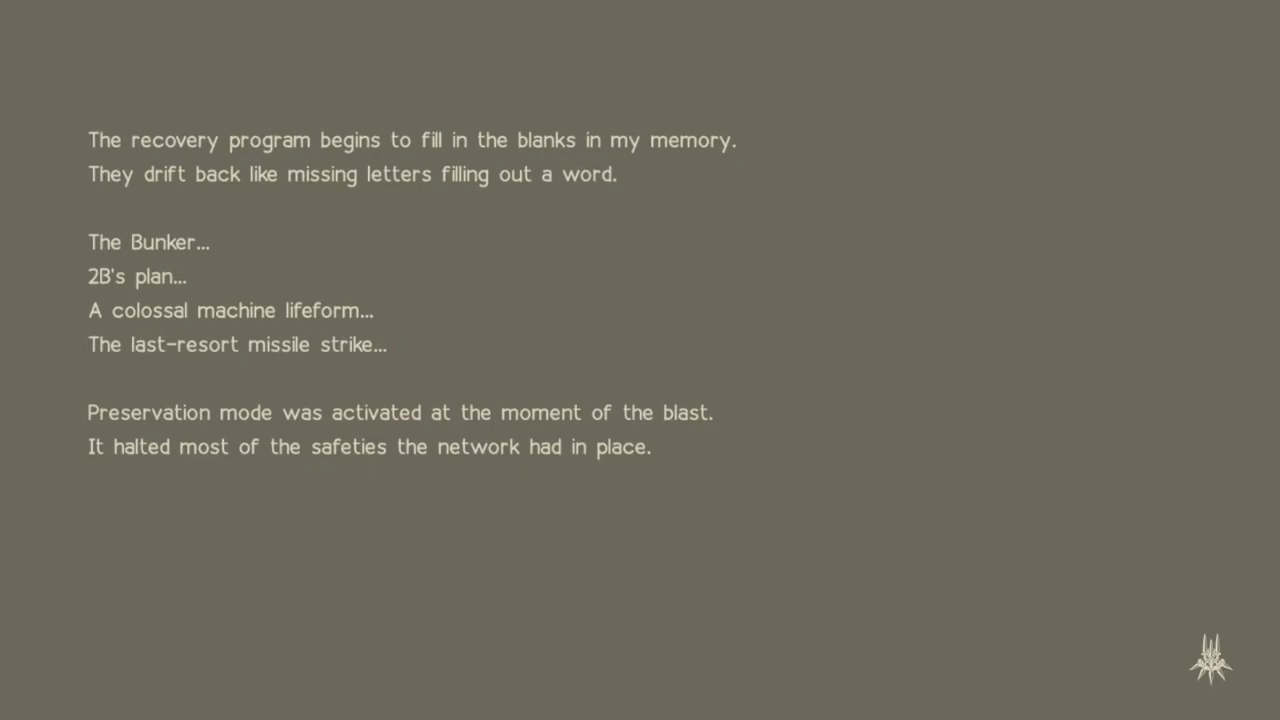 The recovery program begins to fill in the blanks in my memory.
They drift back like missing letters filling out a word.
The Bunker...
2B's plan...
A colossal machine lifeform...
The last-resort missile strike...
Preservation mode was activated at the moment of the blast.
It halted most of the safeties the network had in place.